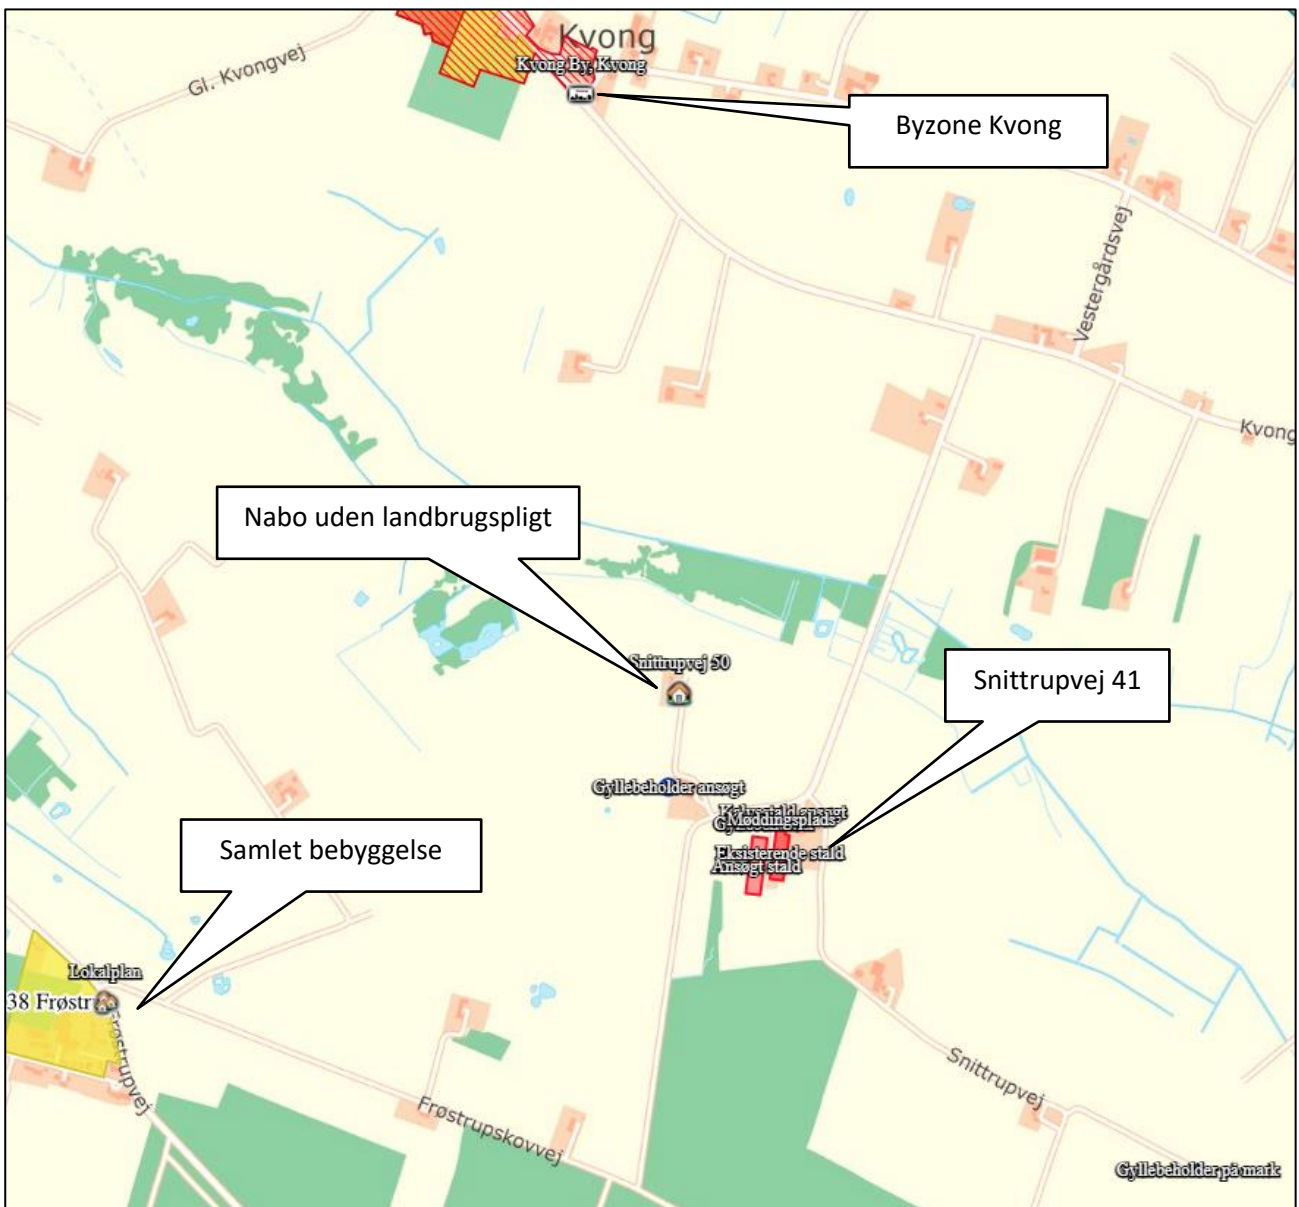 Kvong
Gl. Kvongvej
Kvong By, Kvong
Byzone Kvong
Vestergårdsvej
Kvong
Nabo uden landbrugspligt
Snittrupvej 50
Snittrupvej 41
Gyllebeholder ansøgt
Møddingsplads
Eksisterende stald
Ansøgt stald
Samlet bebyggelse
Lokalplan
38 Frøstr
Frøstrupvej
Snittrupvej
Frøstrupskovvej
Gyllebeholder på mark